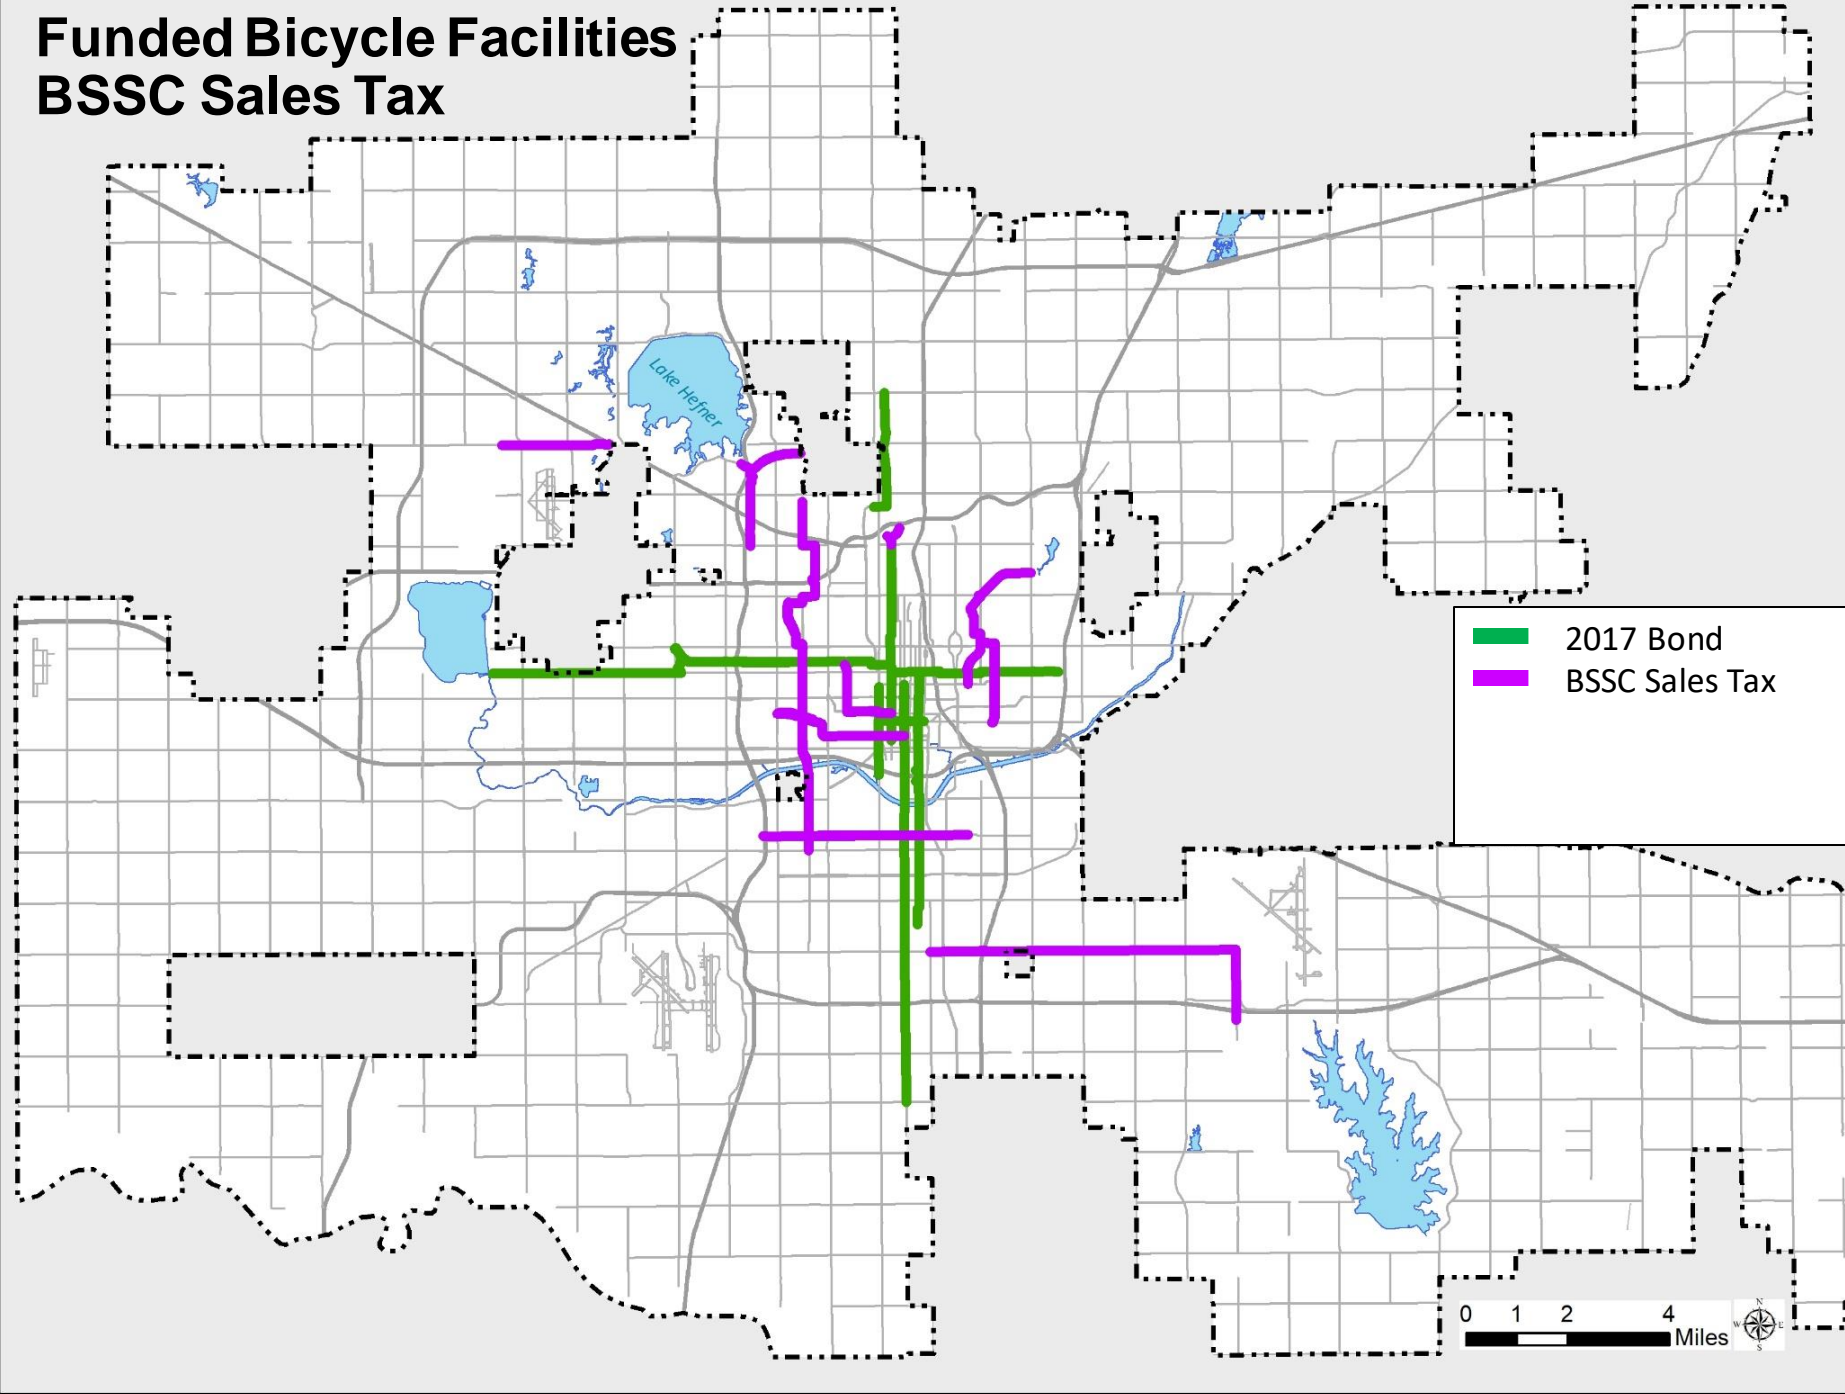 Funded Bicycle Facilities
BSSC Sales Tax
Lake Hefner
2017 Bond
BSSC Sales Tax
0 1 2 4
Miles
N
W E
S